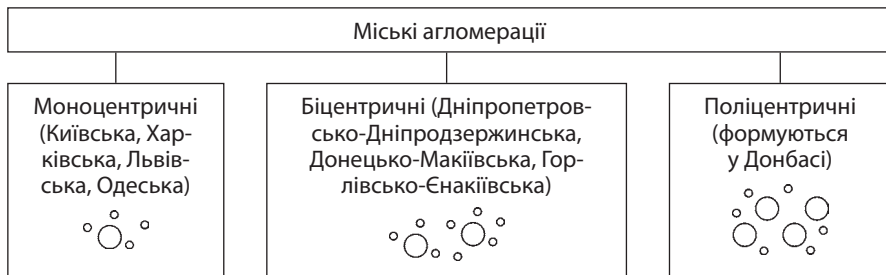 Міські агломерації
Моноцентричні
(Київська, Хар-
ківська, Львів-
ська, Одеська)
Біцентричні (Дніпропетров-
сько-Дніпродзержинська,
Донецько-Макіївська, Гор-
лівсько-Єнакіївська)
Поліцентричні
(формуються
у Донбасі)